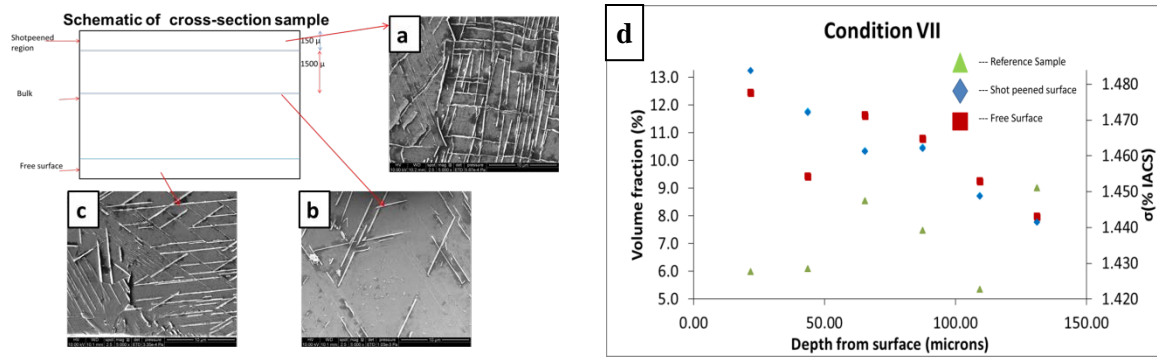 Schematic of cross-section sample
Shotpeened
region
150 µ
1500 µ
Bulk
Free surface
a
c
b
d
Condition VII
--- Reference Sample
--- Shot peened surface
--- Free Surface
Volume fraction (%)
13.0
12.0
11.0
10.0
9.0
8.0
7.0
6.0
5.0
1.480
1.470
1.460
1.450
1.440
1.430
1.420
σ(% IACS)
0.00
50.00
100.00
150.00
Depth from surface (microns)